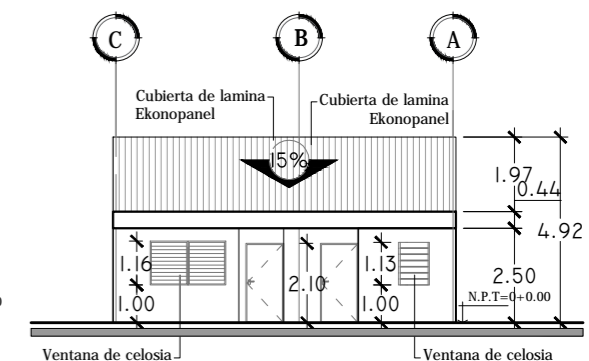 C
B
A
Cubierta de lamina
Ekonopanel
Cubierta de lamina
Ekonopanel
15%
1.97
0.44
4.92
1.16
1.13
2.10
2.50
1.00
1.00
N.P.T=0+0.00
Ventana de celosia
Ventana de celosia